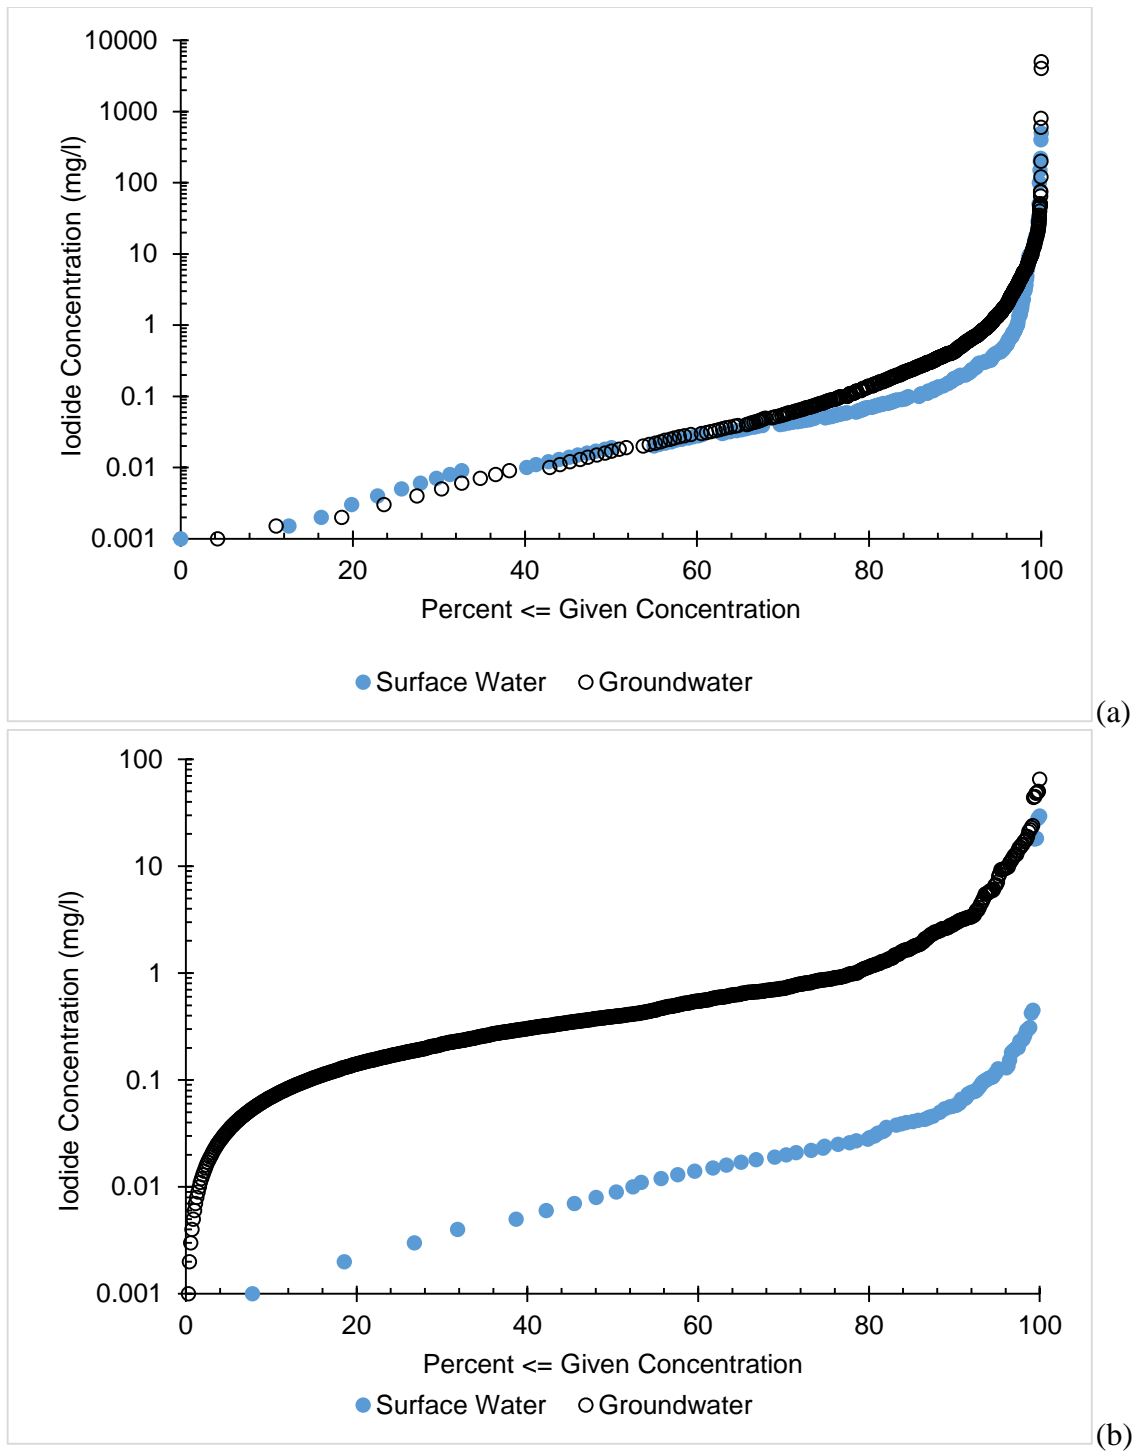 10000
1000
100
10
1
0.1
0.01
0.001
Iodide Concentration (mg/l)
0 20 40 60 80 100
Percent <= Given Concentration
Surface Water Groundwater
(a)
100
10
1
0.1
0.01
0.001
Iodide Concentration (mg/l)
0 20 40 60 80 100
Percent <= Given Concentration
Surface Water Groundwater
(b)